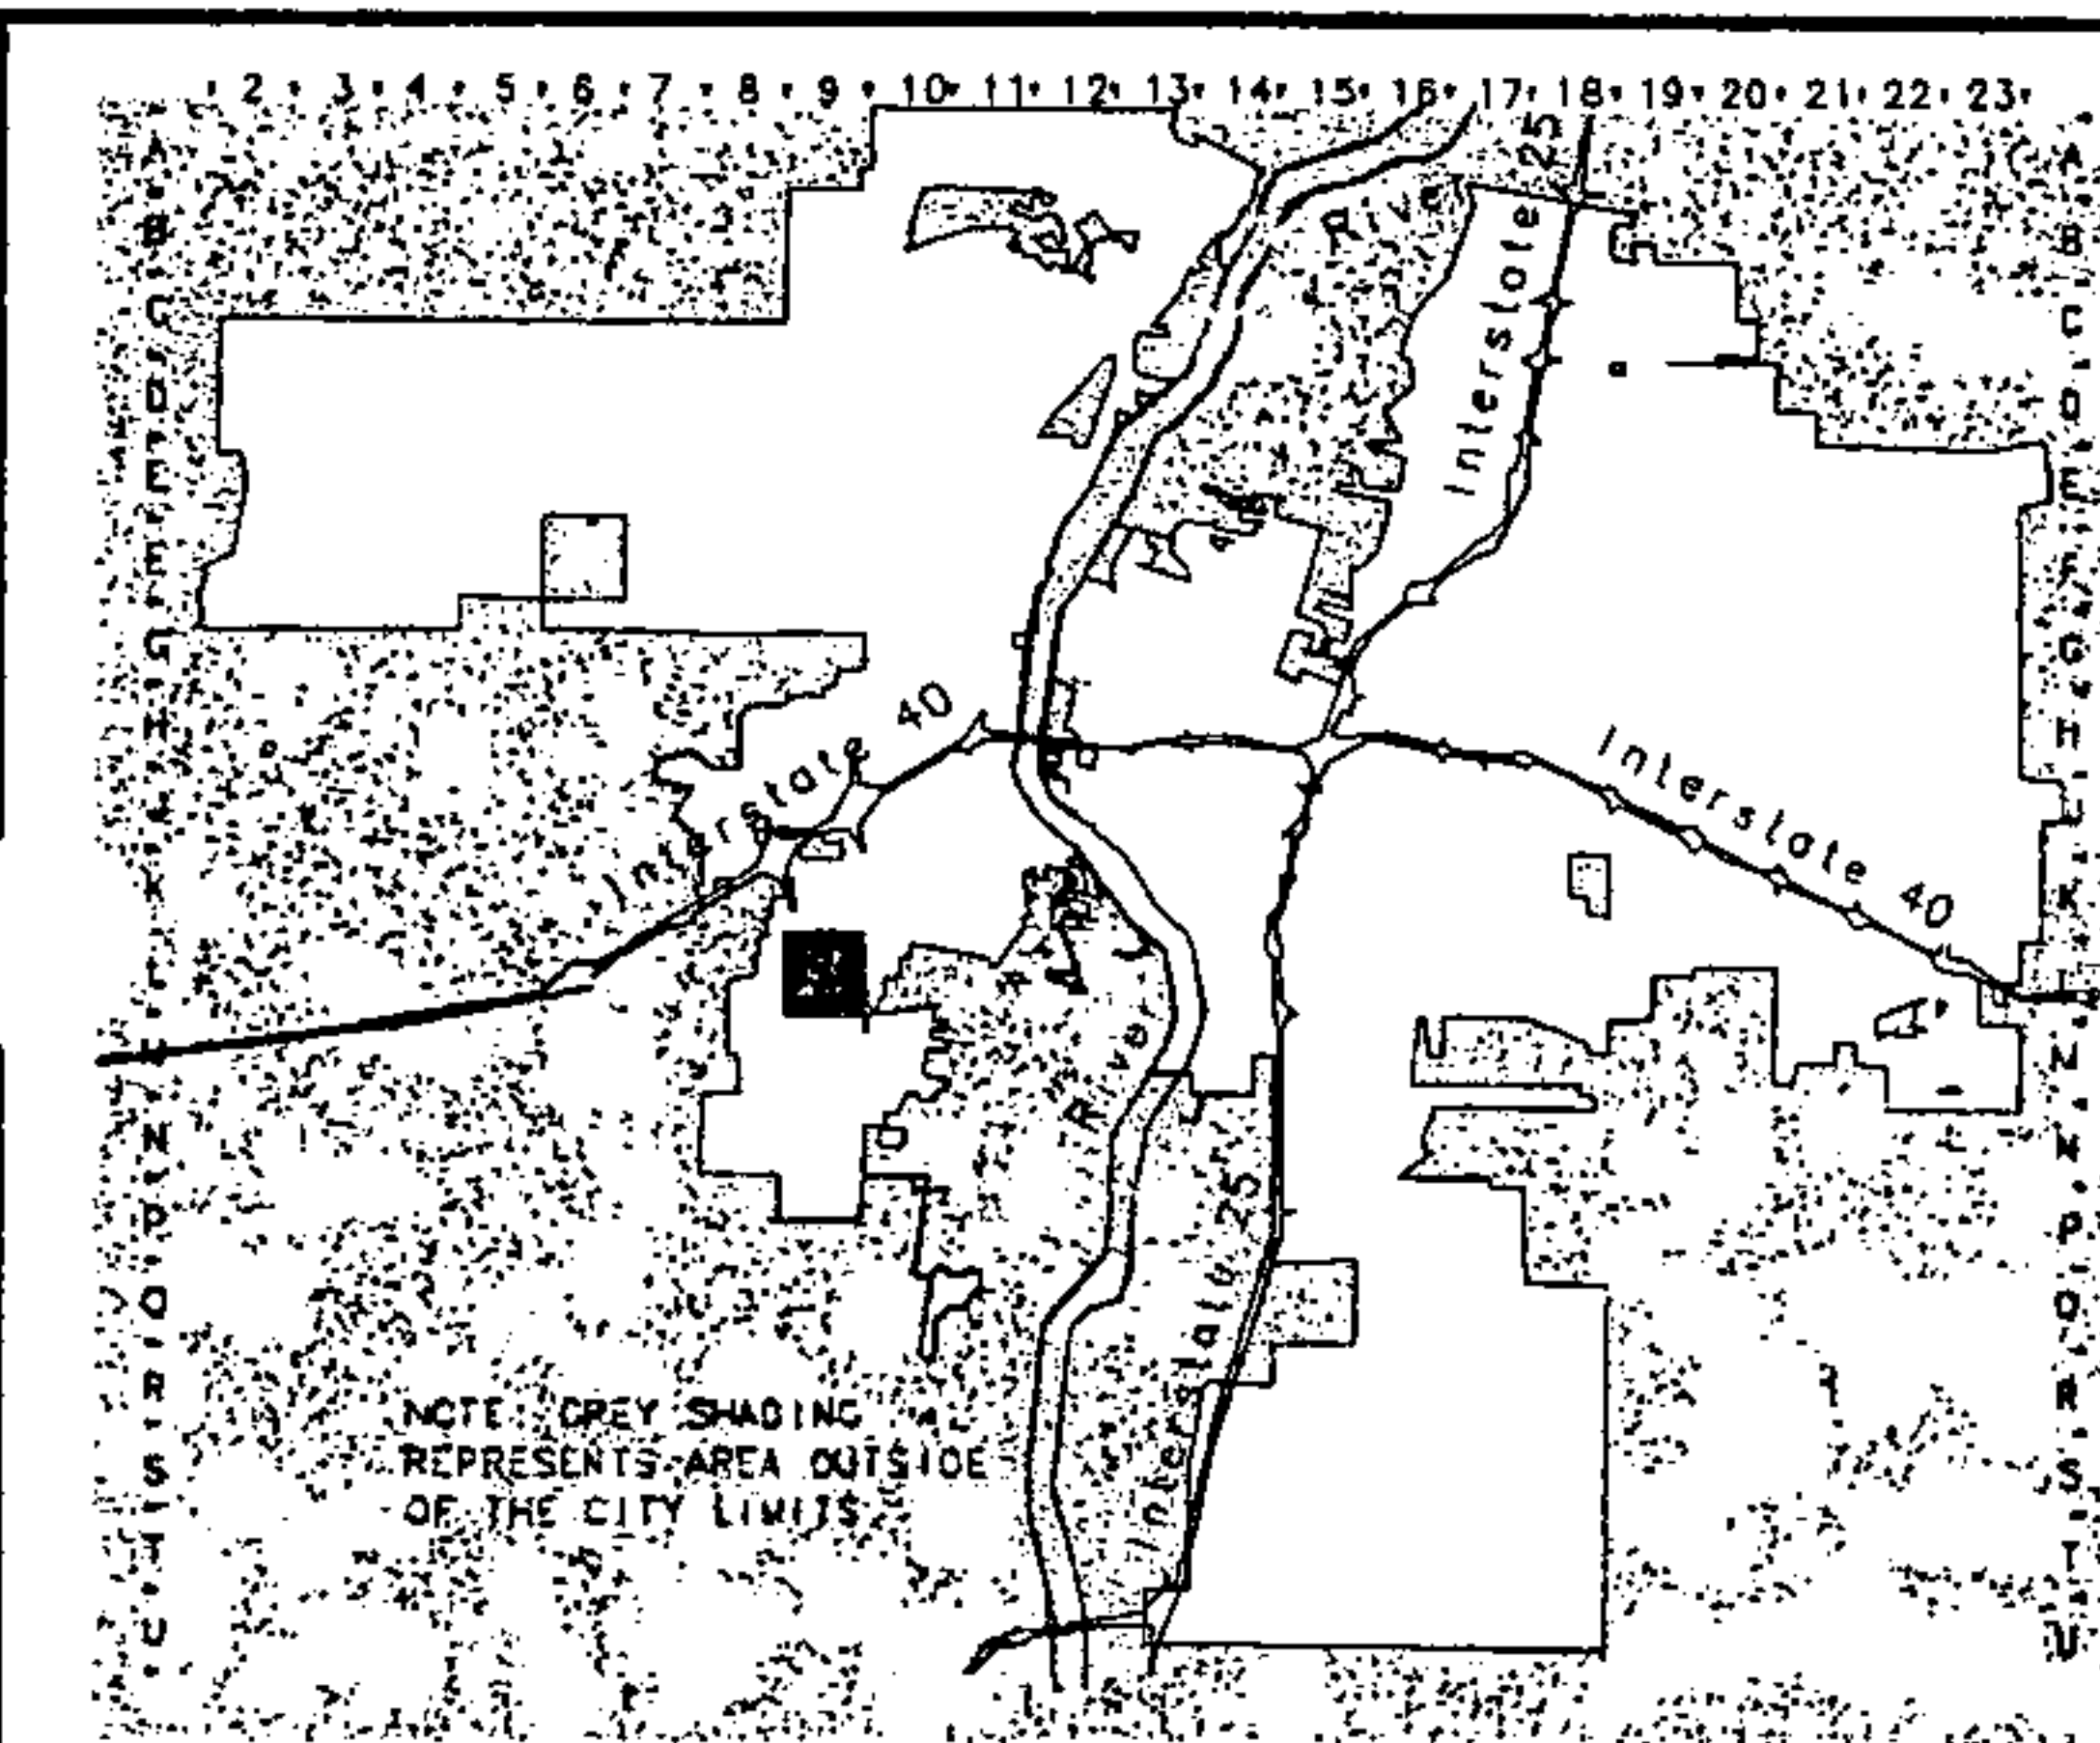 2 3 4 5 6 7 8 9 10 11 12 13 14 15 16 17 18 19 20 21 22 23
A
B
C
D
E
F
G
H
J
K
L
M
N
P
Q
R
S
T
U
River
Interstate 25
Interstate 40
Interstate 40
River
Interstate 25
NOTE: GREY SHADING
REPRESENTS AREA OUTSIDE
OF THE CITY LIMITS
A
B
C
D
E
F
G
H
J
K
L
M
N
P
Q
R
S
T
U